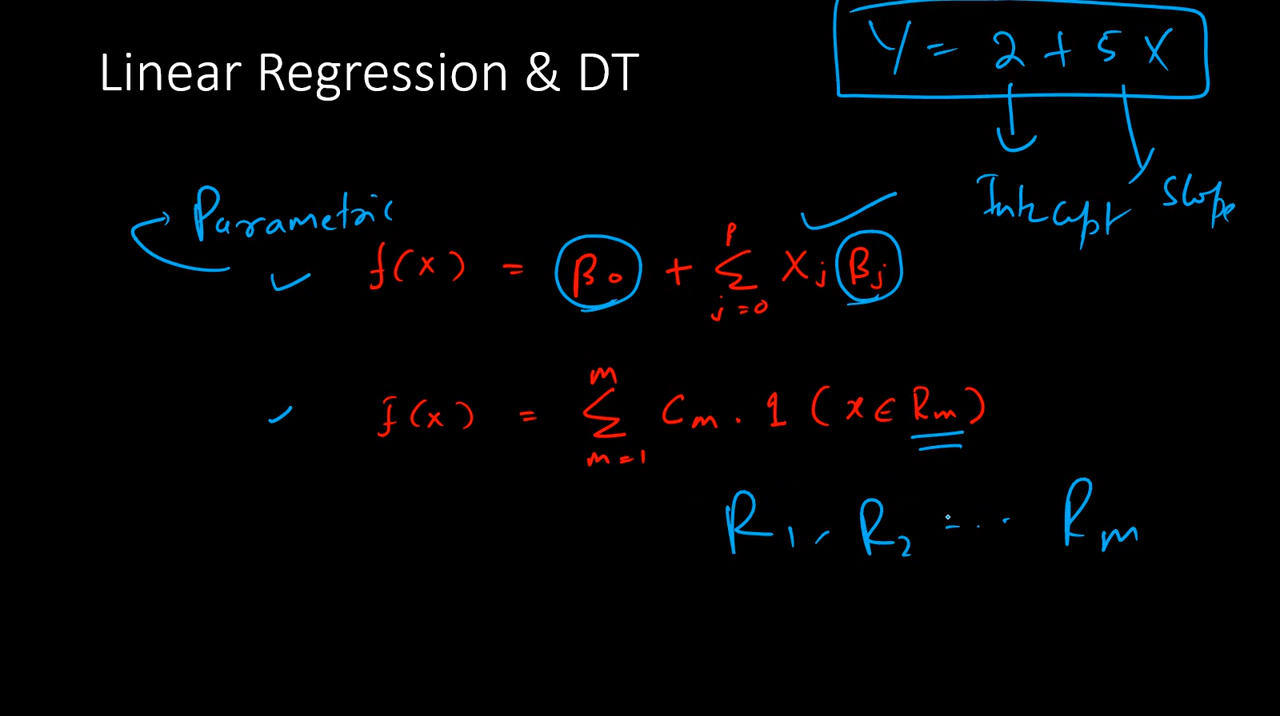 Y = 2 + 5 X
Linear Regression & DT
Intcapt Slope
Parametric
f(x) = β₀ + Σ_{j=0}^{p} Xⱼ βⱼ
f(x) = Σ_{m=1}^{m} Cₘ . 1 (x ∈ Rₘ)
R₁, R₂ ... Rₘ